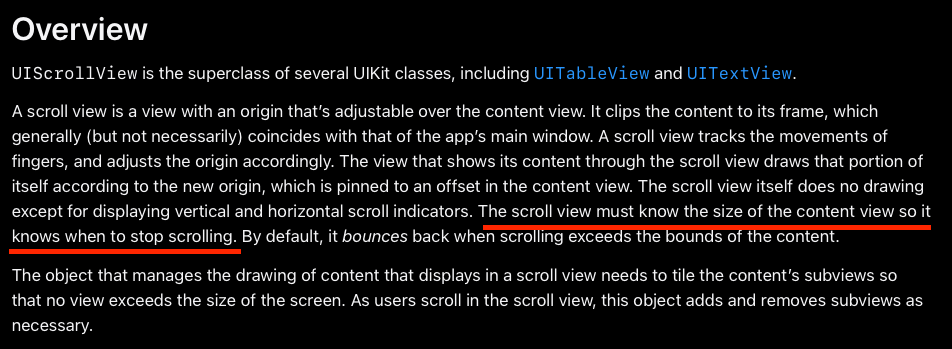 Overview
UIScrollView is the superclass of several UIKit classes, including UITableView and UITextView.
A scroll view is a view with an origin that’s adjustable over the content view. It clips the content to its frame, which
generally (but not necessarily) coincides with that of the app’s main window. A scroll view tracks the movements of
fingers, and adjusts the origin accordingly. The view that shows its content through the scroll view draws that portion of
itself according to the new origin, which is pinned to an offset in the content view. The scroll view itself does no drawing
except for displaying vertical and horizontal scroll indicators. The scroll view must know the size of the content view so it
knows when to stop scrolling. By default, it bounces back when scrolling exceeds the bounds of the content.
The object that manages the drawing of content that displays in a scroll view needs to tile the content’s subviews so
that no view exceeds the size of the screen. As users scroll in the scroll view, this object adds and removes subviews as
necessary.